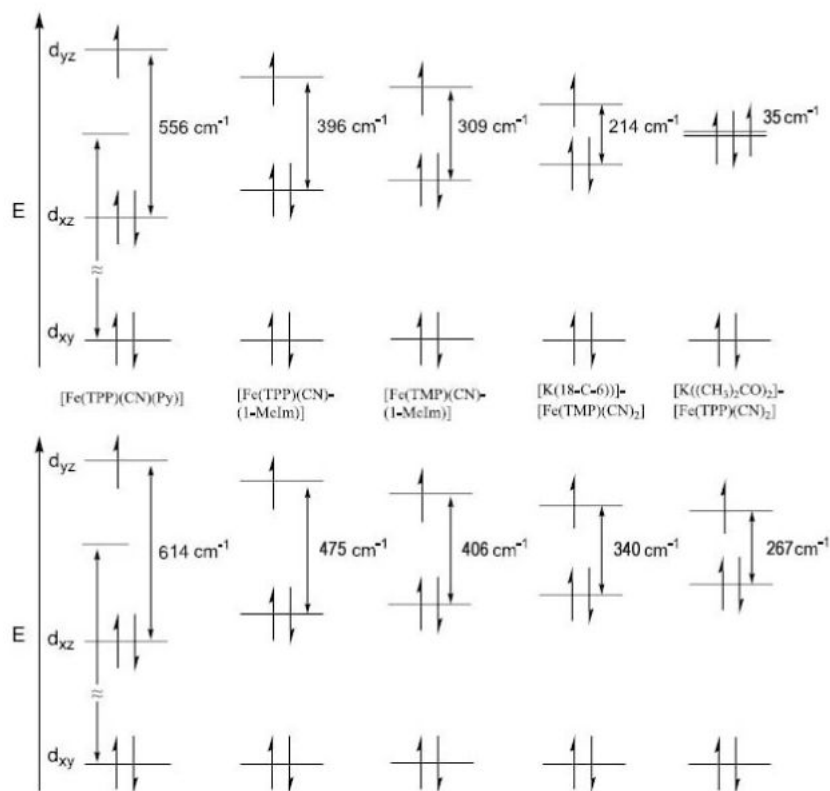 d_yz
556 cm⁻¹
396 cm⁻¹
309 cm⁻¹
214 cm⁻¹
35 cm⁻¹
E
d_xz
≈
d_xy
[Fe(TPP)(CN)(Py)]
[Fe(TPP)(CN)-
(1-MeIm)]
[Fe(TMP)(CN)-
(1-MeIm)]
[K(18-C-6))]-
[Fe(TMP)(CN)₂]
[K((CH₃)₂CO)₂]-
[Fe(TPP)(CN)₂]
d_yz
614 cm⁻¹
475 cm⁻¹
406 cm⁻¹
340 cm⁻¹
267cm⁻¹
E
d_xz
≈
d_xy